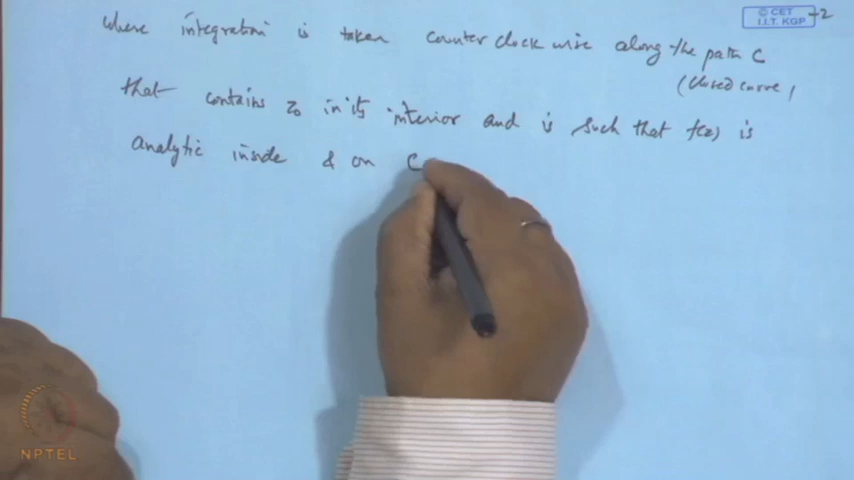 © CET
I.I.T. KGP
where integration is taken counter clock wise along the path C
(closed curve)
that contains z0 in its interior and is such that f(z) is
analytic inside & on C
NPTEL